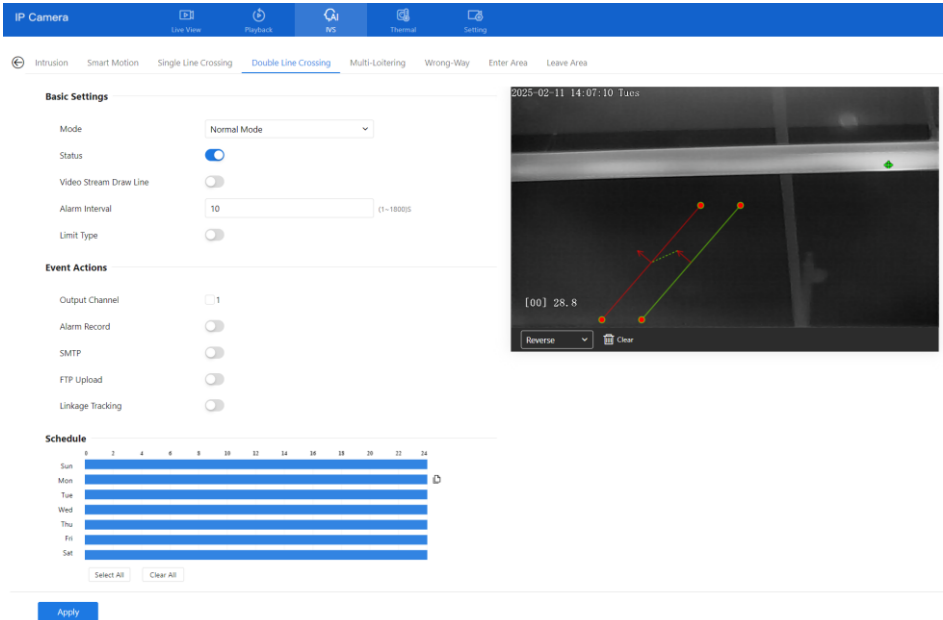 IP Camera
Live View
Playback
IVS
Thermal
Setting
Intrusion Smart Motion Single Line Crossing Double Line Crossing Multi-Loitering Wrong-Way Enter Area Leave Area
Basic Settings
Mode Normal Mode
Status
Video Stream Draw Line
Alarm Interval 10 (1~1800)S
Limit Type
Event Actions
Output Channel 1
Alarm Record
SMTP
FTP Upload
Linkage Tracking
Schedule
0 2 4 6 8 10 12 14 16 18 20 22 24
Sun
Mon
Tue
Wed
Thu
Fri
Sat
Select All Clear All
Apply
2025-02-11 14:07:10 Tues
[00] 28.8
Reverse Clear